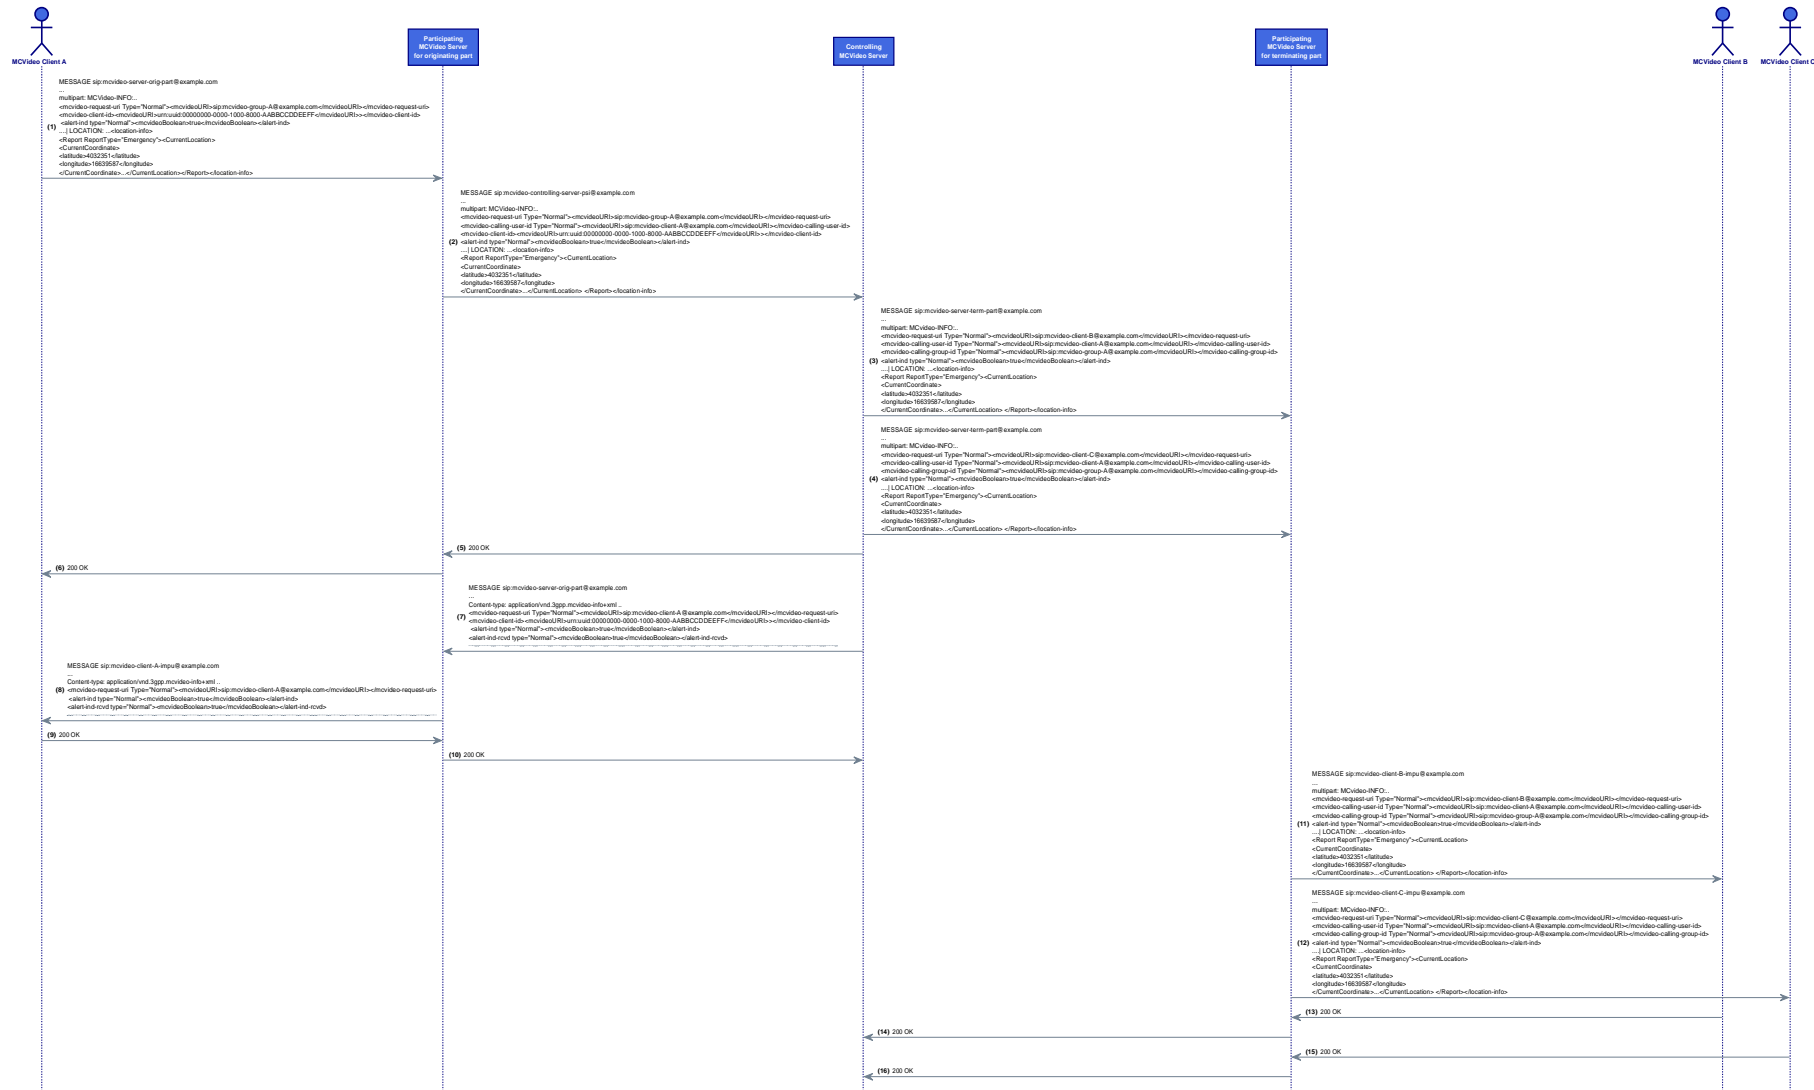 MCVideo Client A
Participating
MCVideo Server
for originating part
Controlling
MCVideo Server
Participating
MCVideo Server
for terminating part
MCVideo Client B
MCVideo Client C
MESSAGE sip:mcvideo-server-orig-part@example.com
...
multipart: MCVideo-INFO:..
<mcvideo-request-uri Type="Normal"><mcvideoURI>sip:mcvideo-group-A@example.com</mcvideoURI></mcvideo-request-uri>
<mcvideo-client-id><mcvideoURI>urn:uuid:00000000-0000-1000-8000-AABBCCDDEEFF</mcvideoURI>></mcvideo-client-id>
(1) <alert-ind type="Normal"><mcvideoBoolean>true</mcvideoBoolean></alert-ind>
....| LOCATION: ...<location-info>
<Report ReportType="Emergency"><CurrentLocation>
<CurrentCoordinate>
<latitude>4032351</latitude>
<longitude>16639587</longitude>
</CurrentCoordinate>...</CurrentLocation></Report></location-info>
MESSAGE sip:mcvideo-controlling-server-psi@example.com
...
multipart: MCVideo-INFO:..
<mcvideo-request-uri Type="Normal"><mcvideoURI>sip:mcvideo-group-A@example.com</mcvideoURI></mcvideo-request-uri>
<mcvideo-calling-user-id Type="Normal"><mcvideoURI>sip:mcvideo-client-A@example.com</mcvideoURI></mcvideo-calling-user-id>
<mcvideo-client-id><mcvideoURI>urn:uuid:00000000-0000-1000-8000-AABBCCDDEEFF</mcvideoURI>></mcvideo-client-id>
(2) <alert-ind type="Normal"><mcvideoBoolean>true</mcvideoBoolean></alert-ind>
....| LOCATION: ...<location-info>
<Report ReportType="Emergency"><CurrentLocation>
<CurrentCoordinate>
<latitude>4032351</latitude>
<longitude>16639587</longitude>
</CurrentCoordinate>...</CurrentLocation> </Report></location-info>
MESSAGE sip:mcvideo-server-term-part@example.com
...
multipart: MCvideo-INFO:..
<mcvideo-request-uri Type="Normal"><mcvideoURI>sip:mcvideo-client-B@example.com</mcvideoURI></mcvideo-request-uri>
<mcvideo-calling-user-id Type="Normal"><mcvideoURI>sip:mcvideo-client-A@example.com</mcvideoURI></mcvideo-calling-user-id>
<mcvideo-calling-group-id Type="Normal"><mcvideoURI>sip:mcvideo-group-A@example.com</mcvideoURI></mcvideo-calling-group-id>
(3) <alert-ind type="Normal"><mcvideoBoolean>true</mcvideoBoolean></alert-ind>
....| LOCATION: ...<location-info>
<Report ReportType="Emergency"><CurrentLocation>
<CurrentCoordinate>
<latitude>4032351</latitude>
<longitude>16639587</longitude>
</CurrentCoordinate>...</CurrentLocation> </Report></location-info>
MESSAGE sip:mcvideo-server-term-part@example.com
...
multipart: MCvideo-INFO:..
<mcvideo-request-uri Type="Normal"><mcvideoURI>sip:mcvideo-client-C@example.com</mcvideoURI></mcvideo-request-uri>
<mcvideo-calling-user-id Type="Normal"><mcvideoURI>sip:mcvideo-client-A@example.com</mcvideoURI></mcvideo-calling-user-id>
<mcvideo-calling-group-id Type="Normal"><mcvideoURI>sip:mcvideo-group-A@example.com</mcvideoURI></mcvideo-calling-group-id>
(4) <alert-ind type="Normal"><mcvideoBoolean>true</mcvideoBoolean></alert-ind>
....| LOCATION: ...<location-info>
<Report ReportType="Emergency"><CurrentLocation>
<CurrentCoordinate>
<latitude>4032351</latitude>
<longitude>16639587</longitude>
</CurrentCoordinate>...</CurrentLocation> </Report></location-info>
(5) 200 OK
(6) 200 OK
MESSAGE sip:mcvideo-server-orig-part@example.com
...
Content-type: application/vnd.3gpp.mcvideo-info+xml ..
<mcvideo-request-uri Type="Normal"><mcvideoURI>sip:mcvideo-client-A@example.com</mcvideoURI></mcvideo-request-uri>
(7) <mcvideo-client-id><mcvideoURI>urn:uuid:00000000-0000-1000-8000-AABBCCDDEEFF</mcvideoURI>></mcvideo-client-id>
<alert-ind type="Normal"><mcvideoBoolean>true</mcvideoBoolean></alert-ind>
<alert-ind-rcvd type="Normal"><mcvideoBoolean>true</mcvideoBoolean></alert-ind-rcvd>
MESSAGE sip:mcvideo-client-A-impu@example.com
...
Content-type: application/vnd.3gpp.mcvideo-info+xml ..
(8) <mcvideo-request-uri Type="Normal"><mcvideoURI>sip:mcvideo-client-A@example.com</mcvideoURI></mcvideo-request-uri>
<alert-ind type="Normal"><mcvideoBoolean>true</mcvideoBoolean></alert-ind>
<alert-ind-rcvd type="Normal"><mcvideoBoolean>true</mcvideoBoolean></alert-ind-rcvd>
(9) 200 OK
(10) 200 OK
MESSAGE sip:mcvideo-client-B-impu@example.com
...
multipart: MCvideo-INFO:..
<mcvideo-request-uri Type="Normal"><mcvideoURI>sip:mcvideo-client-B@example.com</mcvideoURI></mcvideo-request-uri>
<mcvideo-calling-user-id Type="Normal"><mcvideoURI>sip:mcvideo-client-A@example.com</mcvideoURI></mcvideo-calling-user-id>
<mcvideo-calling-group-id Type="Normal"><mcvideoURI>sip:mcvideo-group-A@example.com</mcvideoURI></mcvideo-calling-group-id>
(11) <alert-ind type="Normal"><mcvideoBoolean>true</mcvideoBoolean></alert-ind>
....| LOCATION: ...<location-info>
<Report ReportType="Emergency"><CurrentLocation>
<CurrentCoordinate>
<latitude>4032351</latitude>
<longitude>16639587</longitude>
</CurrentCoordinate>...</CurrentLocation> </Report></location-info>
MESSAGE sip:mcvideo-client-C-impu@example.com
...
multipart: MCvideo-INFO:..
<mcvideo-request-uri Type="Normal"><mcvideoURI>sip:mcvideo-client-C@example.com</mcvideoURI></mcvideo-request-uri>
<mcvideo-calling-user-id Type="Normal"><mcvideoURI>sip:mcvideo-client-A@example.com</mcvideoURI></mcvideo-calling-user-id>
<mcvideo-calling-group-id Type="Normal"><mcvideoURI>sip:mcvideo-group-A@example.com</mcvideoURI></mcvideo-calling-group-id>
(12) <alert-ind type="Normal"><mcvideoBoolean>true</mcvideoBoolean></alert-ind>
....| LOCATION: ...<location-info>
<Report ReportType="Emergency"><CurrentLocation>
<CurrentCoordinate>
<latitude>4032351</latitude>
<longitude>16639587</longitude>
</CurrentCoordinate>...</CurrentLocation> </Report></location-info>
(13) 200 OK
(14) 200 OK
(15) 200 OK
(16) 200 OK